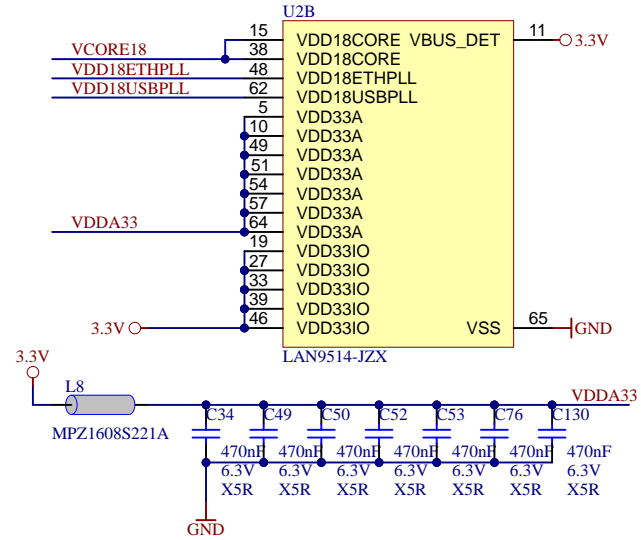 U2B
15 VDD18CORE VBUS_DET 11 3.3V
VCORE18 38 VDD18CORE
VDD18ETHPLL 48 VDD18ETHPLL
VDD18USBPLL 62 VDD18USBPLL
5 VDD33A
10 VDD33A
49 VDD33A
51 VDD33A
54 VDD33A
57 VDD33A
VDDA33 64 VDD33A
19 VDD33IO
27 VDD33IO
33 VDD33IO
39 VDD33IO
3.3V 46 VDD33IO VSS 65 GND
LAN9514-JZX
3.3V
L8 VDDA33
C34 C49 C50 C52 C53 C76 C130
MPZ1608S221A
470nF 470nF 470nF 470nF 470nF 470nF 470nF
6.3V 6.3V 6.3V 6.3V 6.3V 6.3V 6.3V
X5R X5R X5R X5R X5R X5R X5R
GND